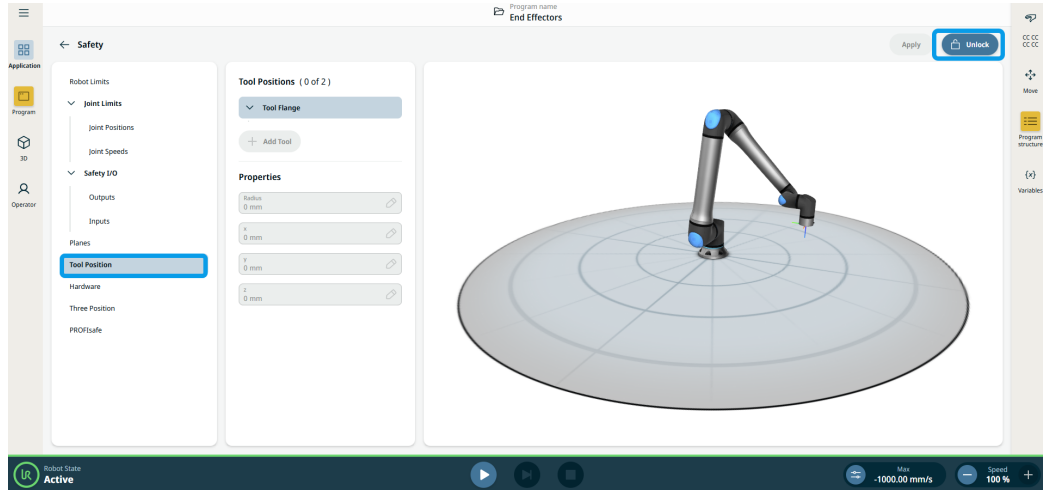 Program name
End Effectors
Safety
Apply
Unlock
Application
Program
3D
Operator
Robot Limits
Joint Limits
Joint Positions
Joint Speeds
Safety I/O
Outputs
Inputs
Planes
Tool Position
Hardware
Three Position
PROFIsafe
Tool Positions ( 0 of 2 )
Tool Flange
+ Add Tool
Properties
Radius
0 mm
X
0 mm
Y
0 mm
Z
0 mm
CC CC
CC CC
Move
Program
structure
{x}
Variables
UR
Robot State
Active
Max
-1000.00 mm/s
Speed
100 %